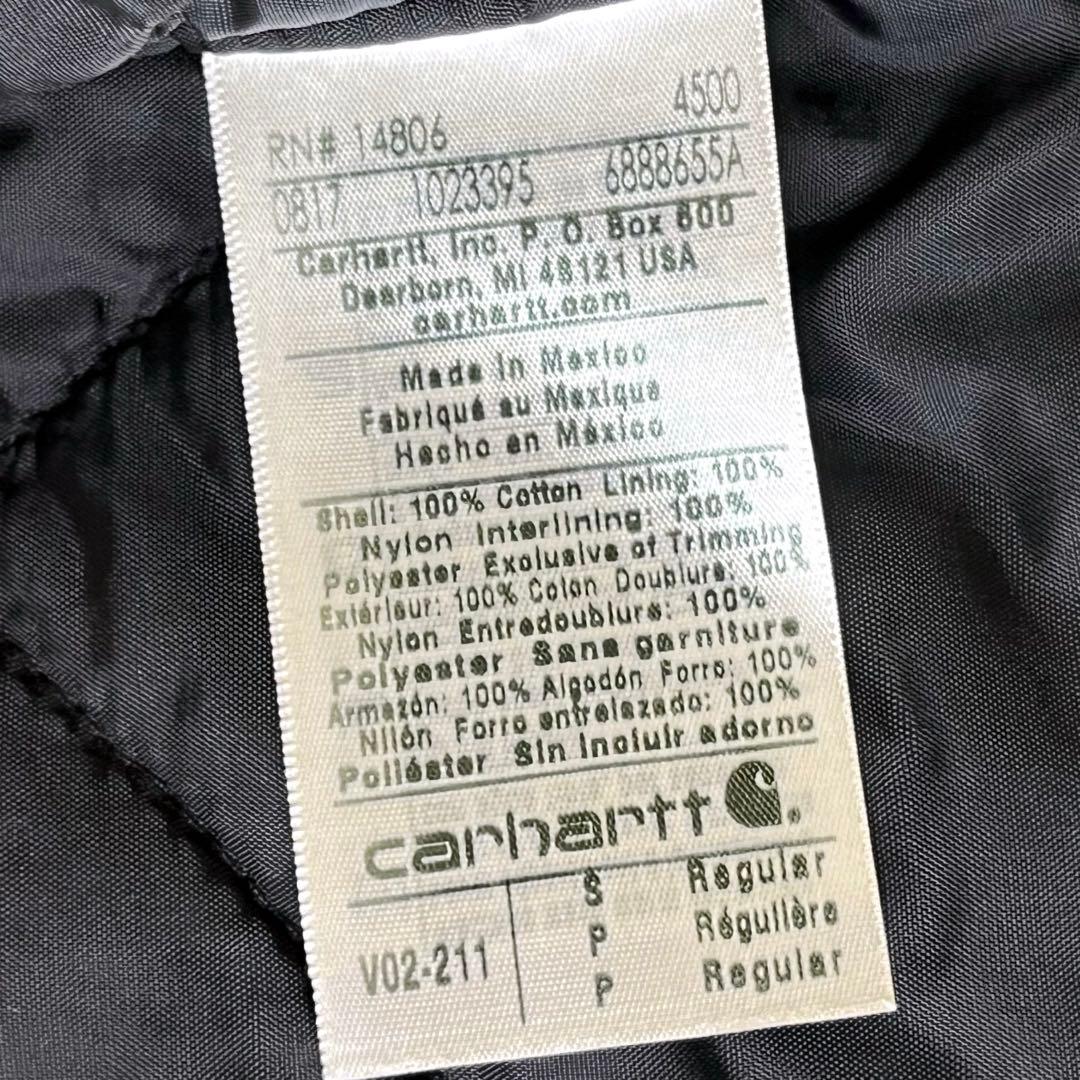 RN# 14806 4500
0817 1023395 6888655A
Carhartt, Inc. P. O. Box 600
Dearborn, MI 48121 USA
carhartt.com
Made in Mexico
Fabriqué au Mexique
Hecho en México
Shell: 100% Cotton Lining: 100%
Nylon Interlining: 100%
Polyester Exclusive of Trimming
Extérieur: 100% Coton Doublure: 100%
Nylon Entredoublure: 100%
Polyester Sans garniture
Armazón: 100% Algodón Forro: 100%
Nilón Forro entrelazado: 100%
Poliéster Sin incluir adorno
carhartt
S Regular
P Régulière
V02-211
P Regular